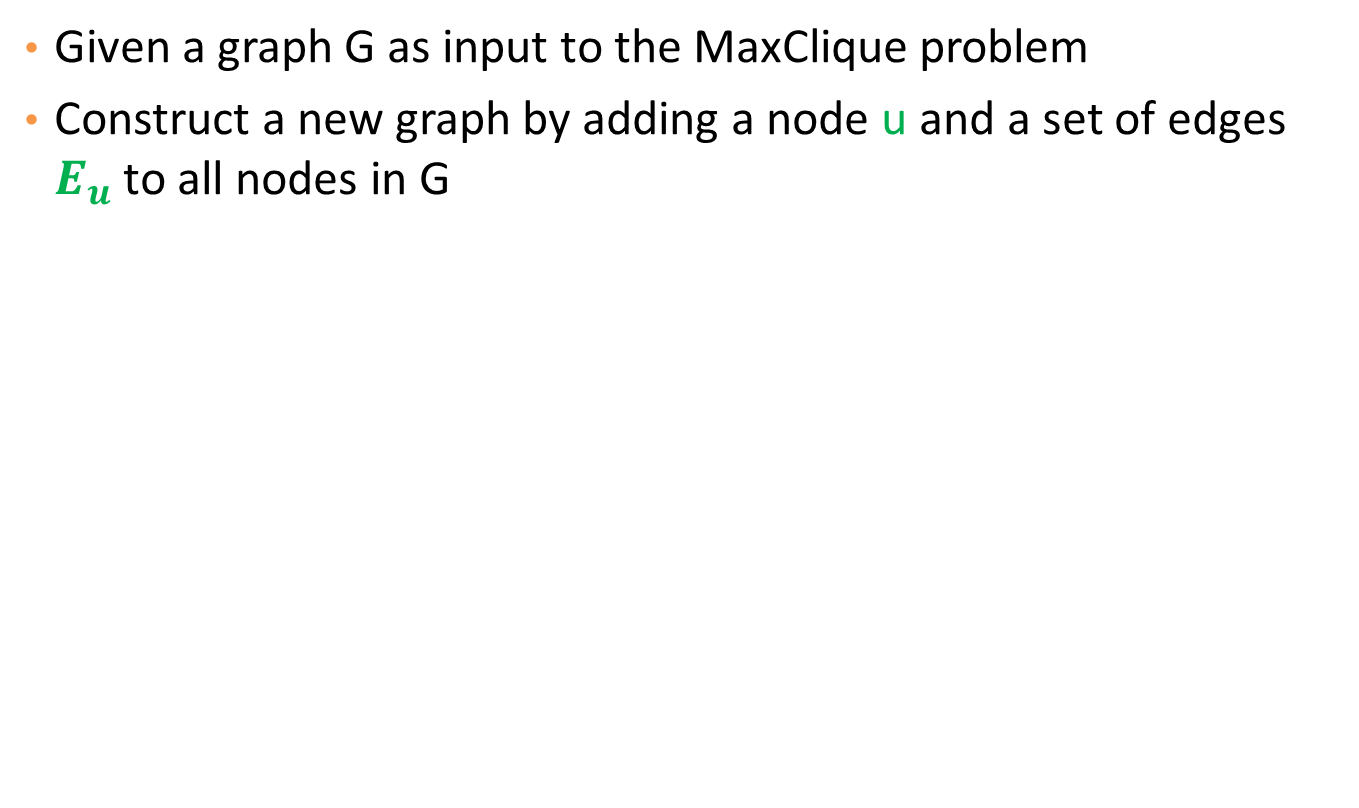 • Given a graph G as input to the MaxClique problem
• Construct a new graph by adding a node u and a set of edges
E_u to all nodes in G